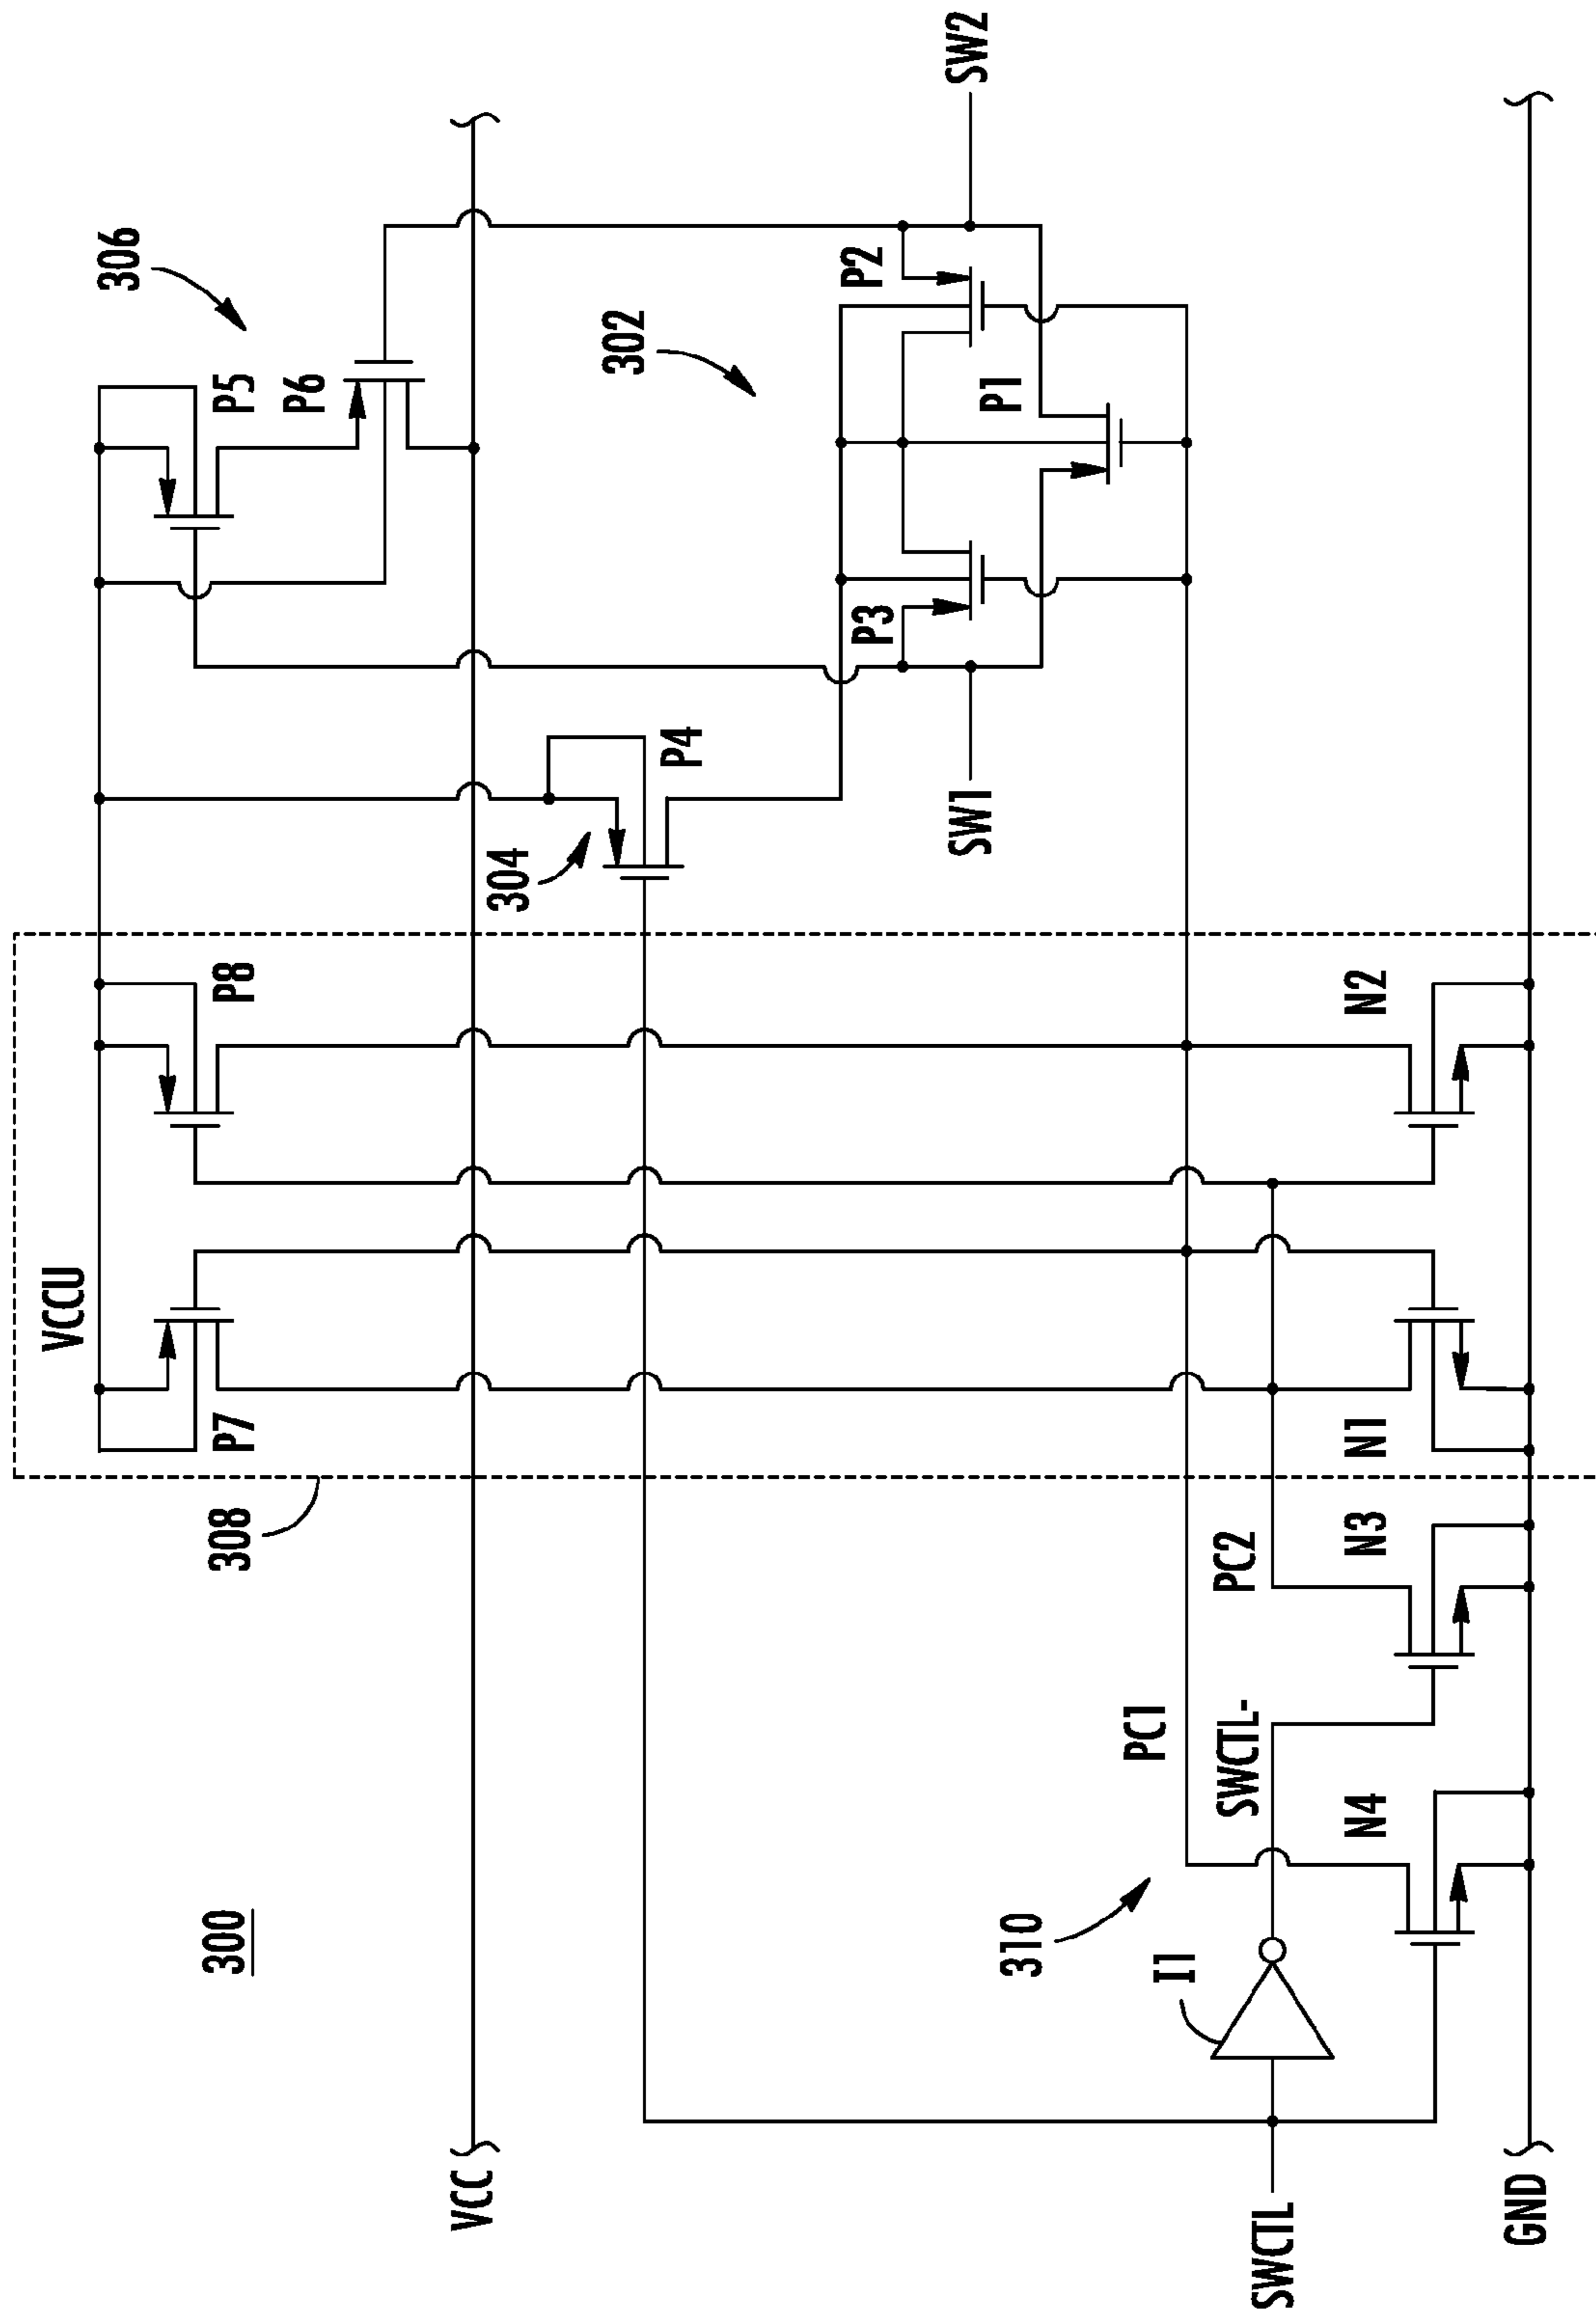 300
VCC
SWCTL
GND
I1
310
SWCTL-
N4
PC1
PC2
N3
308
VCCU
P7
N1
P8
N2
304
P4
SW1
P3
302
P1
P2
P5
P6
306
SW2